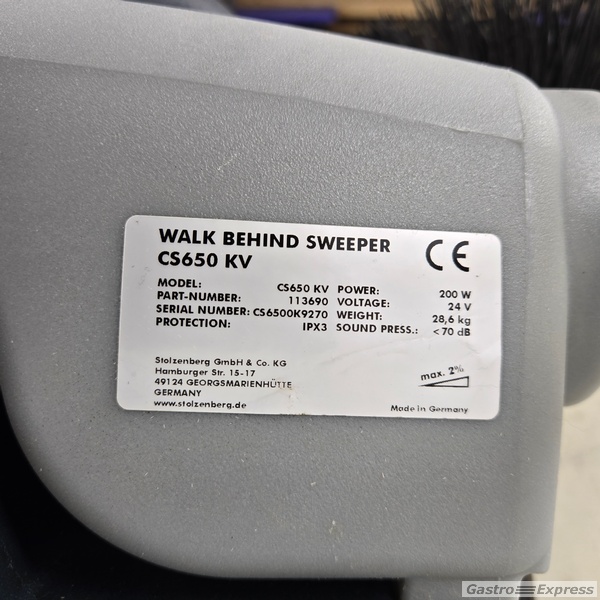 WALK BEHIND SWEEPER
CS650 KV
CE
MODEL: CS650 KV POWER: 200 W
PART-NUMBER: 113690 VOLTAGE: 24 V
SERIAL NUMBER: CS6500K9270 WEIGHT: 28,6 kg
PROTECTION: IPX3 SOUND PRESS.: <70 dB
Stolzenberg GmbH & Co. KG
Hamburger Str. 15-17
49124 GEORGSMARIENHÜTTE
GERMANY
www.stolzenberg.de
max. 2%
Made in Germany
Gastro Express